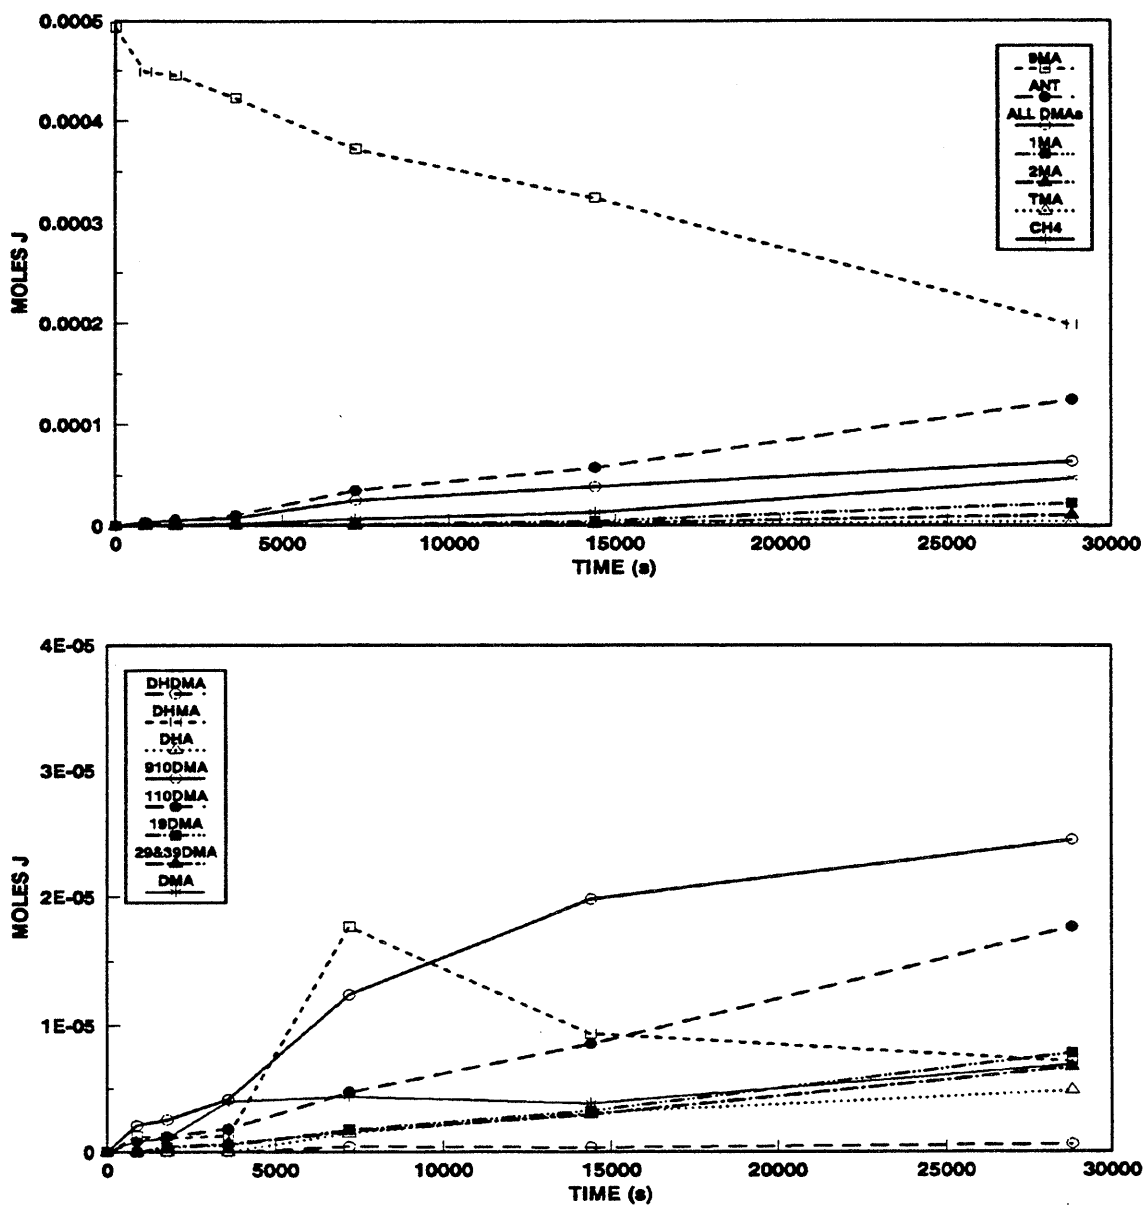 0.0005
0.0004
0.0003
0.0002
0.0001
0
MOLES J
9MA
ANT
ALL DMAs
1MA
2MA
TMA
CH4
0 5000 10000 15000 20000 25000 30000
TIME (s)
4E-05
3E-05
2E-05
1E-05
0
MOLES J
DHDMA
DHMA
DHA
910DMA
110DMA
19DMA
29&39DMA
DMA
0 5000 10000 15000 20000 25000 30000
TIME (s)